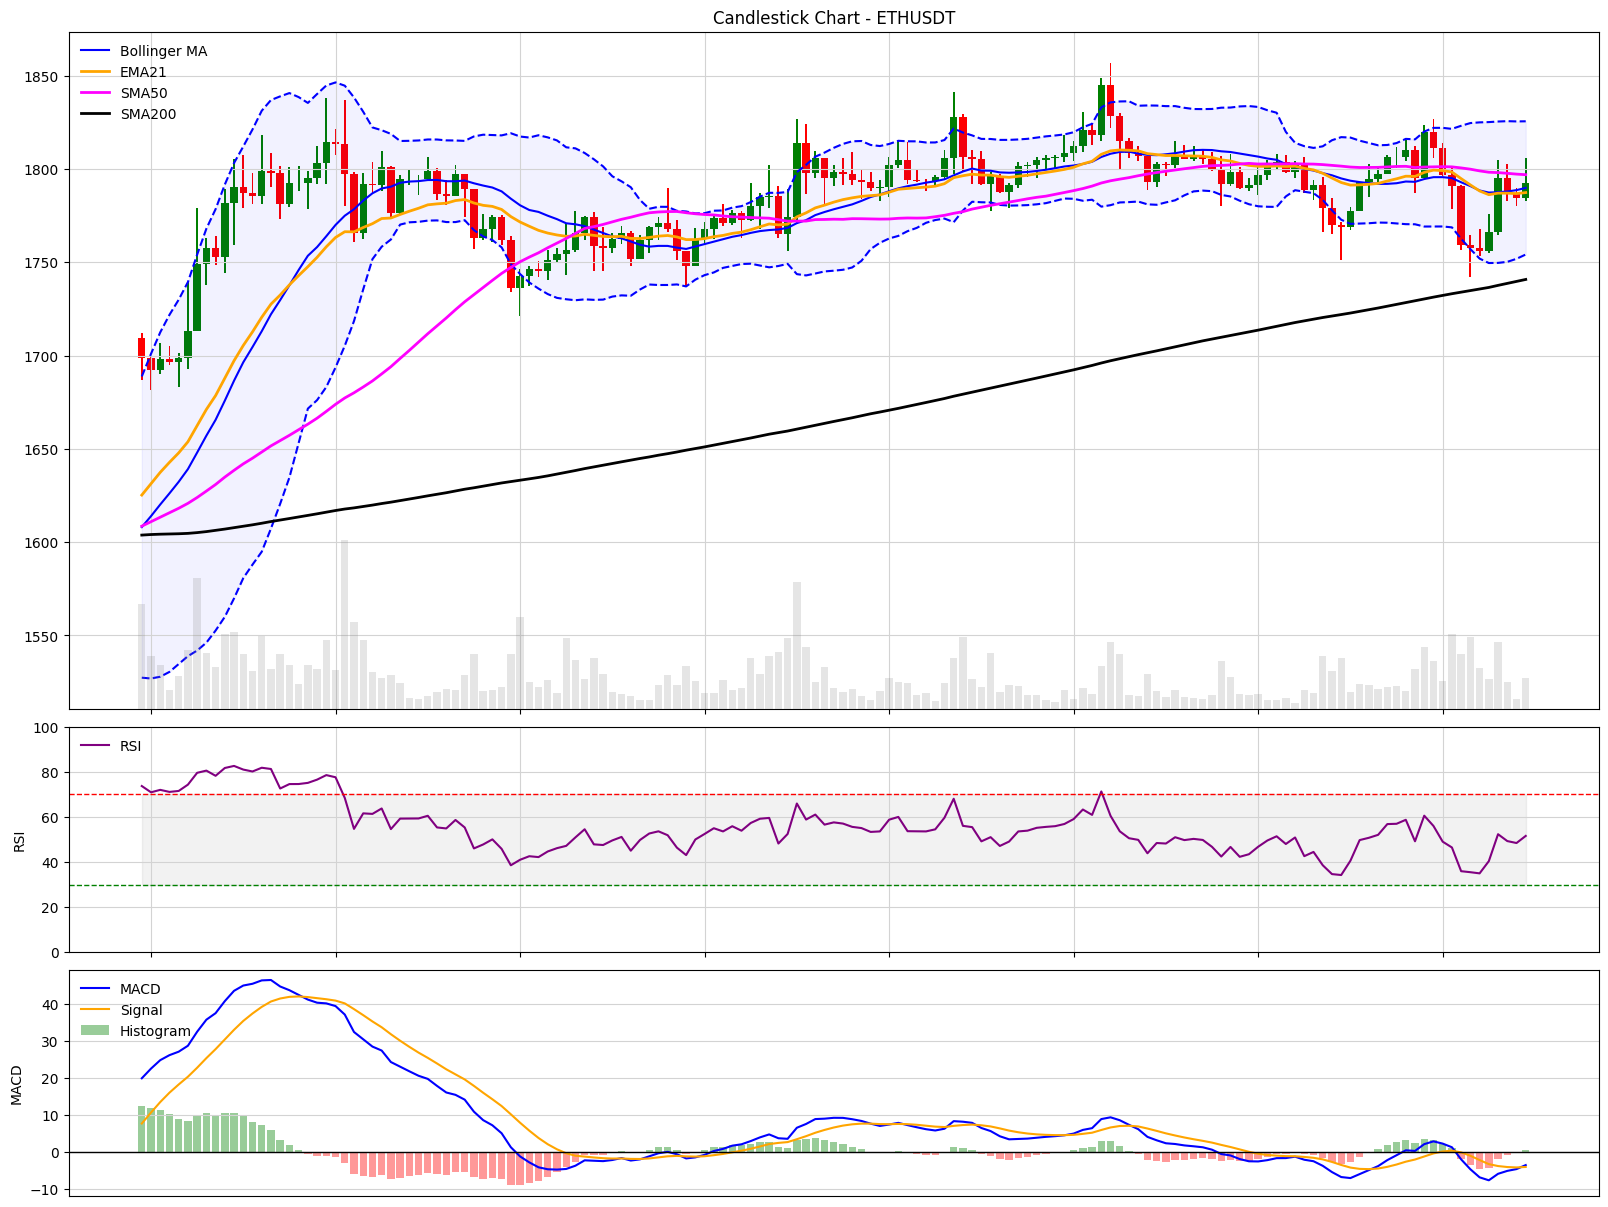 Candlestick Chart - ETHUSDT
Bollinger MA
EMA21
SMA50
SMA200
1850
1800
1750
1700
1650
1600
1550
RSI
100
80
60
40
20
0
RSI
MACD
Signal
Histogram
40
30
20
10
0
−10
MACD